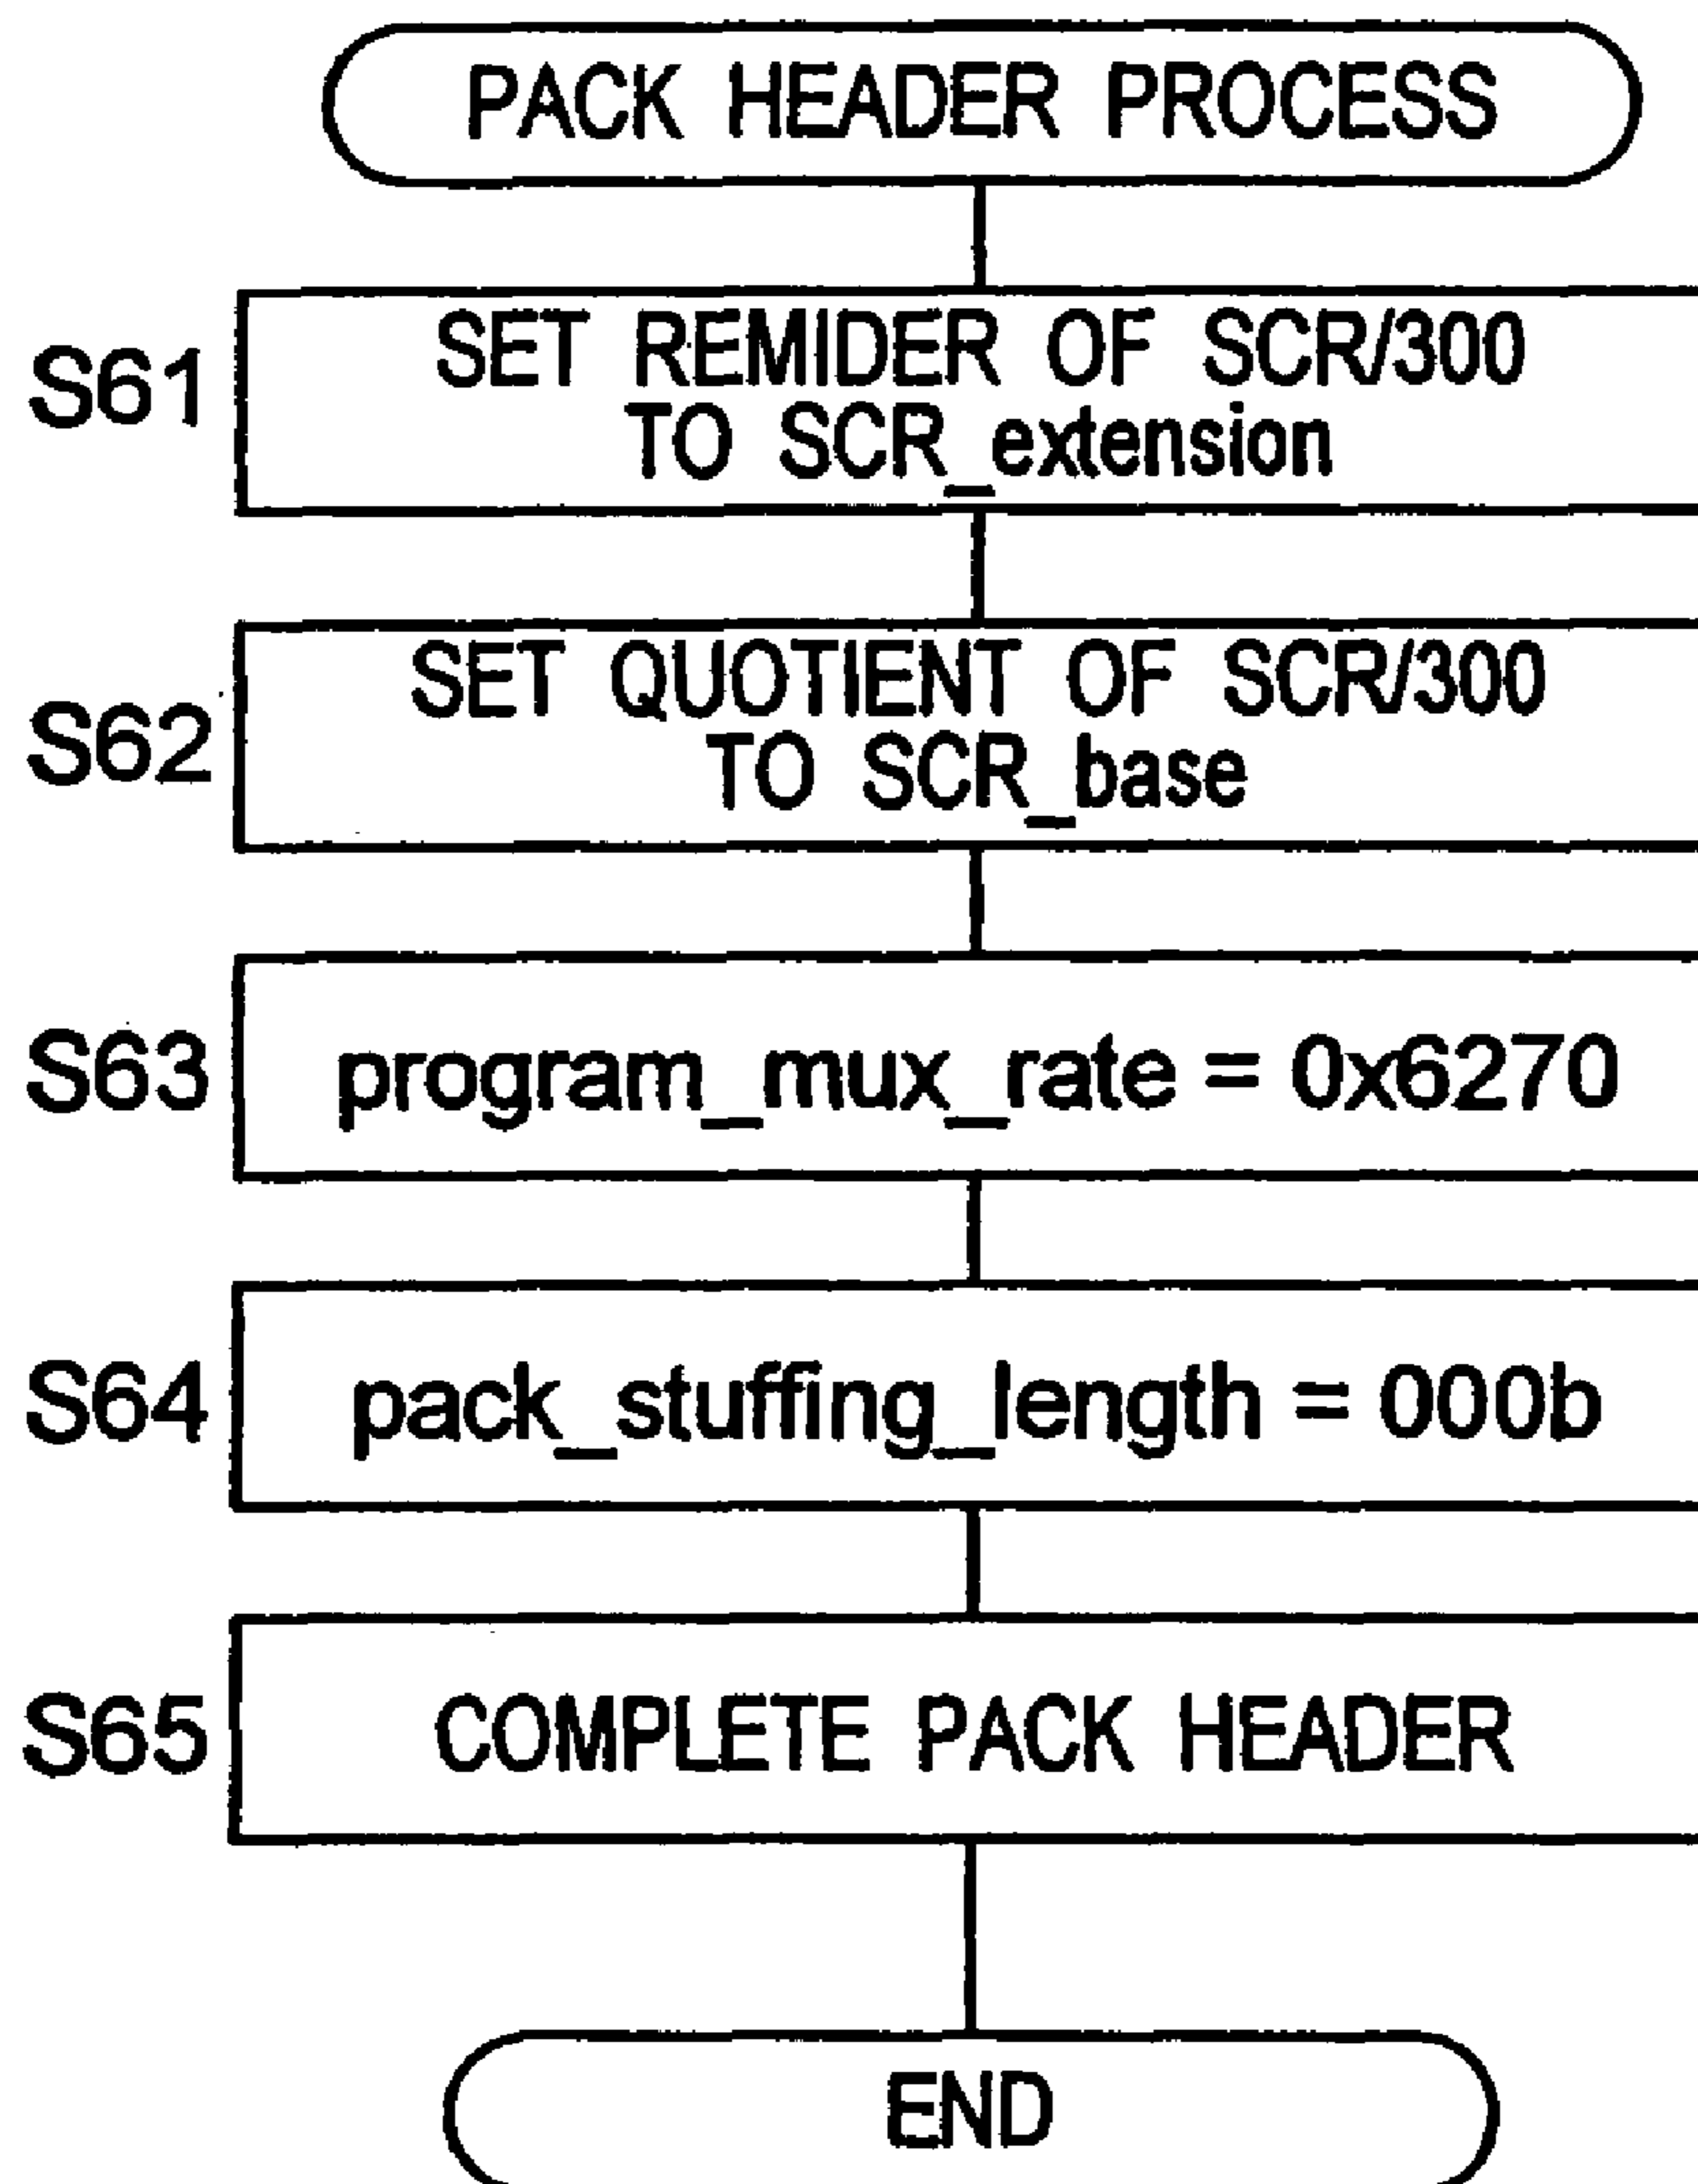 PACK HEADER PROCESS
S61
SET REMIDER OF SCR/300
TO SCR_extension
S62
SET QUOTIENT OF SCR/300
TO SCR_base
S63
program_mux_rate = 0x6270
S64
pack_stuffing_length = 000b
S65
COMPLETE PACK HEADER
END